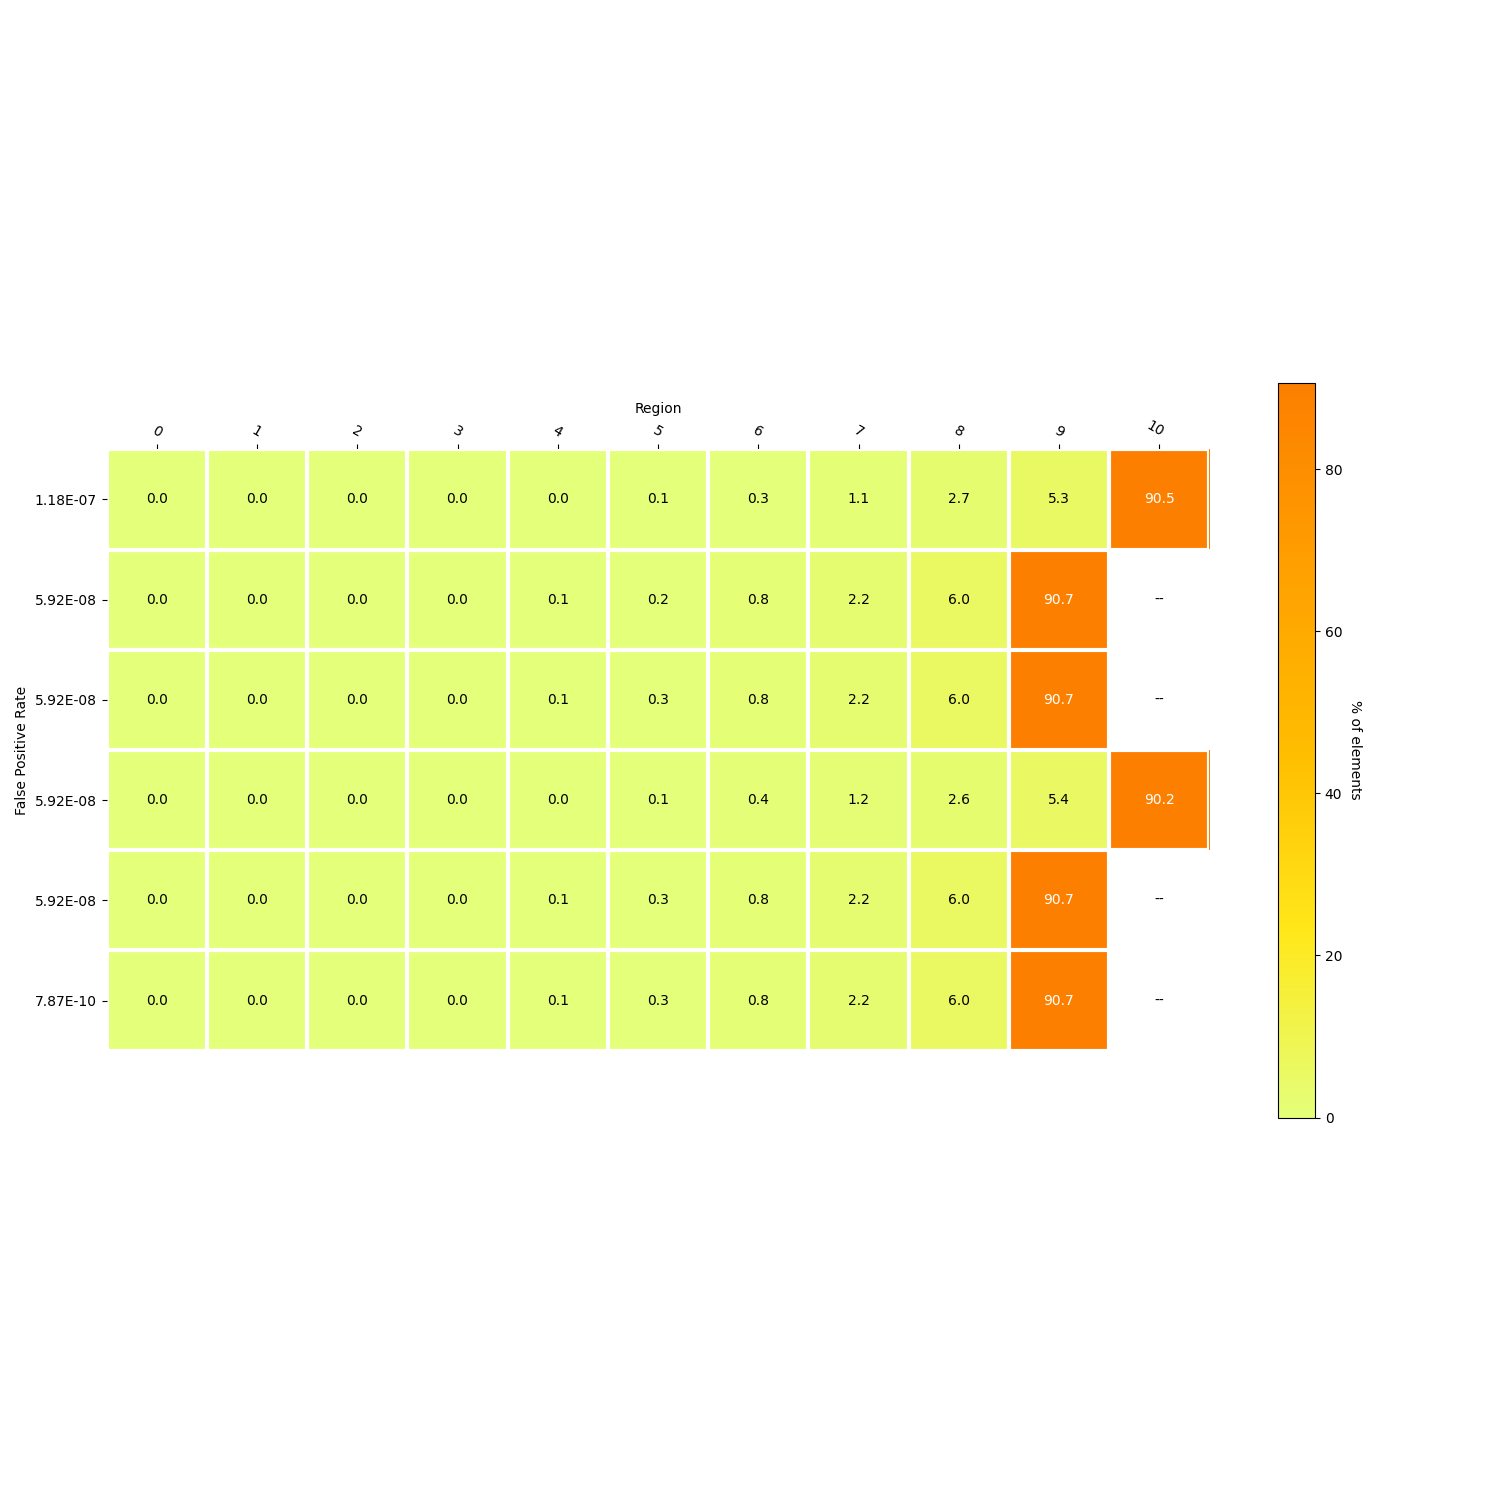 Region
0 1 2 3 4 5 6 7 8 9 10
1.18E-07 0.0 0.0 0.0 0.0 0.0 0.1 0.3 1.1 2.7 5.3 90.5
5.92E-08 0.0 0.0 0.0 0.0 0.1 0.2 0.8 2.2 6.0 90.7 --
5.92E-08 0.0 0.0 0.0 0.0 0.1 0.3 0.8 2.2 6.0 90.7 --
5.92E-08 0.0 0.0 0.0 0.0 0.0 0.1 0.4 1.2 2.6 5.4 90.2
5.92E-08 0.0 0.0 0.0 0.0 0.1 0.3 0.8 2.2 6.0 90.7 --
7.87E-10 0.0 0.0 0.0 0.0 0.1 0.3 0.8 2.2 6.0 90.7 --
False Positive Rate
80
60
40
20
0
% of elements